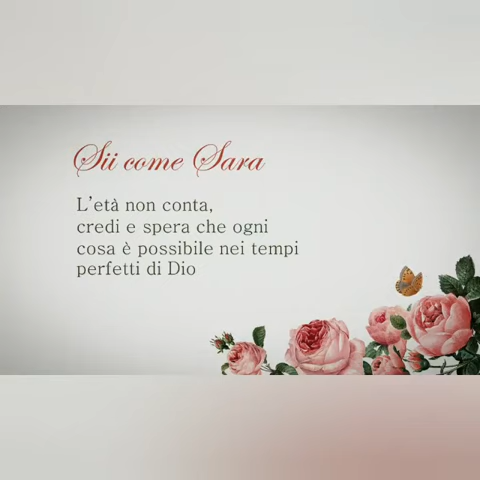 Sii come Sara
L'età non conta,
credi e spera che ogni
cosa è possibile nei tempi
perfetti di Dio